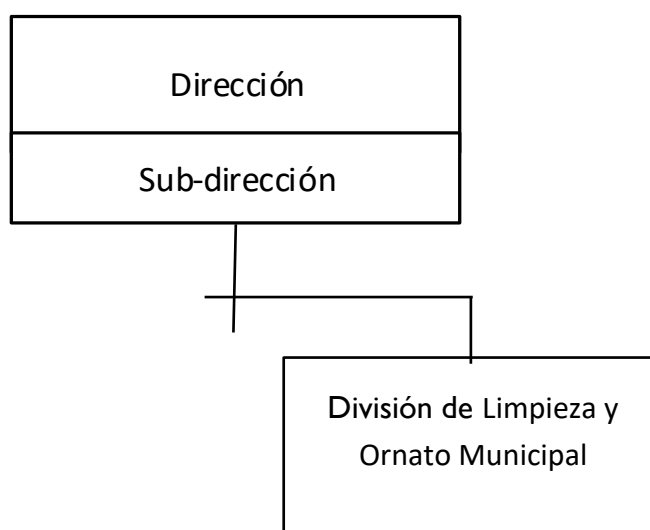 Dirección
Sub-dirección
División de Limpieza y
Ornato Municipal